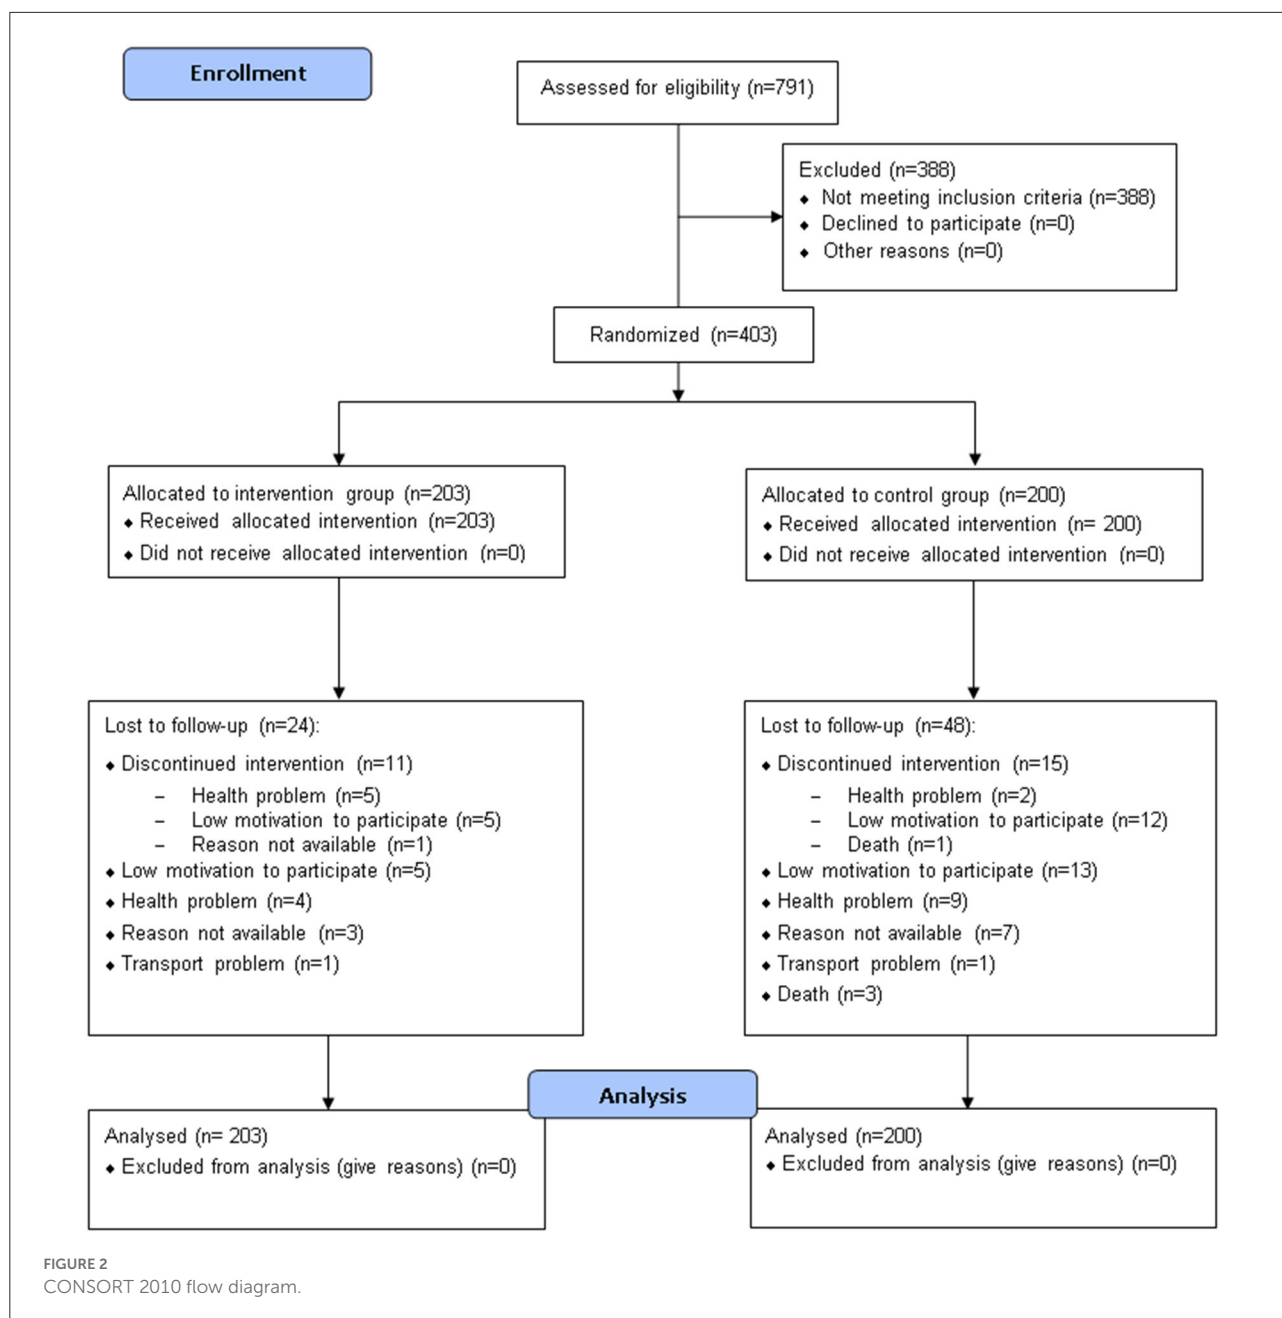 Enrollment
Assessed for eligibility (n=791)
Excluded (n=388)
♦ Not meeting inclusion criteria (n=388)
♦ Declined to participate (n=0)
♦ Other reasons (n=0)
Randomized (n=403)
Allocated to intervention group (n=203)
♦ Received allocated intervention (n=203)
♦ Did not receive allocated intervention (n=0)
Allocated to control group (n=200)
♦ Received allocated intervention (n= 200)
♦ Did not receive allocated intervention (n=0)
Lost to follow-up (n=24):
♦ Discontinued intervention (n=11)
– Health problem (n=5)
– Low motivation to participate (n=5)
– Reason not available (n=1)
♦ Low motivation to participate (n=5)
♦ Health problem (n=4)
♦ Reason not available (n=3)
♦ Transport problem (n=1)
Lost to follow-up (n=48):
♦ Discontinued intervention (n=15)
– Health problem (n=2)
– Low motivation to participate (n=12)
– Death (n=1)
♦ Low motivation to participate (n=13)
♦ Health problem (n=9)
♦ Reason not available (n=7)
♦ Transport problem (n=1)
♦ Death (n=3)
Analysis
Analysed (n= 203)
♦ Excluded from analysis (give reasons) (n=0)
Analysed (n=200)
♦ Excluded from analysis (give reasons) (n=0)
FIGURE 2
CONSORT 2010 flow diagram.